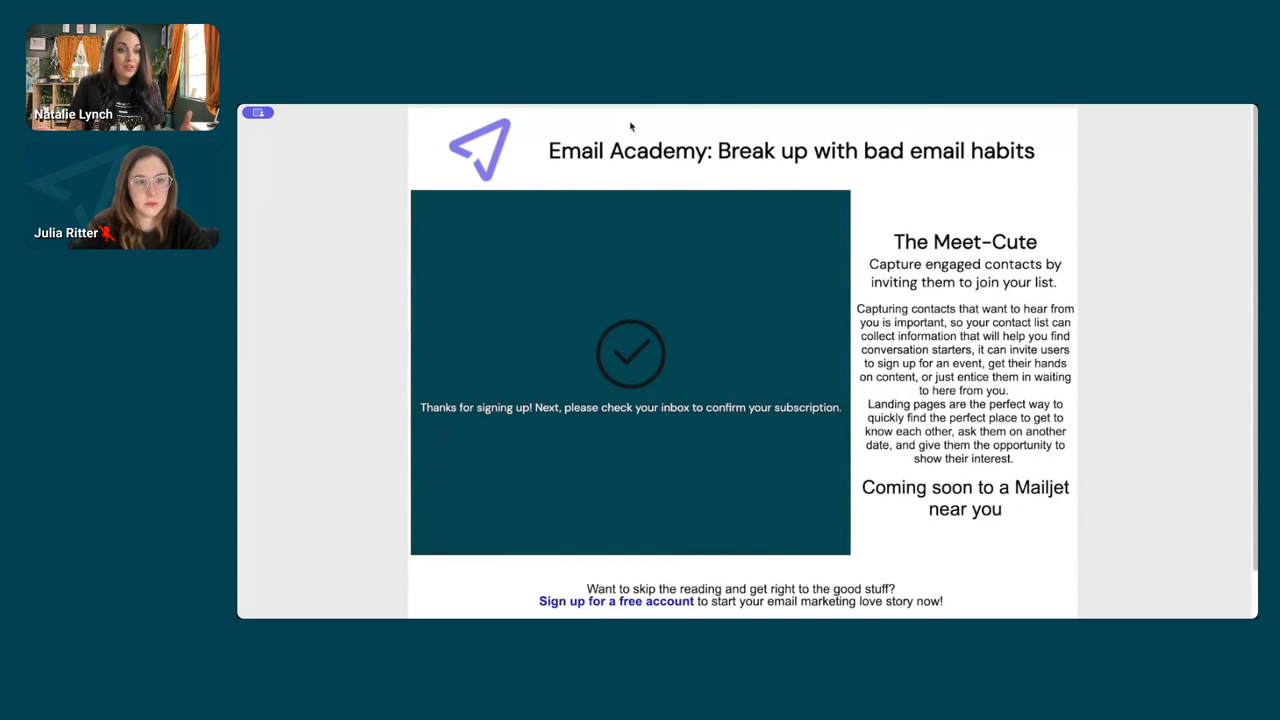 Natalie Lynch
Julia Ritter
Email Academy: Break up with bad email habits
Thanks for signing up! Next, please check your inbox to confirm your subscription.
The Meet-Cute
Capture engaged contacts by
inviting them to join your list.
Capturing contacts that want to hear from
you is important, so your contact list can
collect information that will help you find
conversation starters, it can invite users
to sign up for an event, get their hands
on content, or just entice them in waiting
to here from you.
Landing pages are the perfect way to
quickly find the perfect place to get to
know each other, ask them on another
date, and give them the opportunity to
show their interest.
Coming soon to a Mailjet
near you
Want to skip the reading and get right to the good stuff?
Sign up for a free account to start your email marketing love story now!